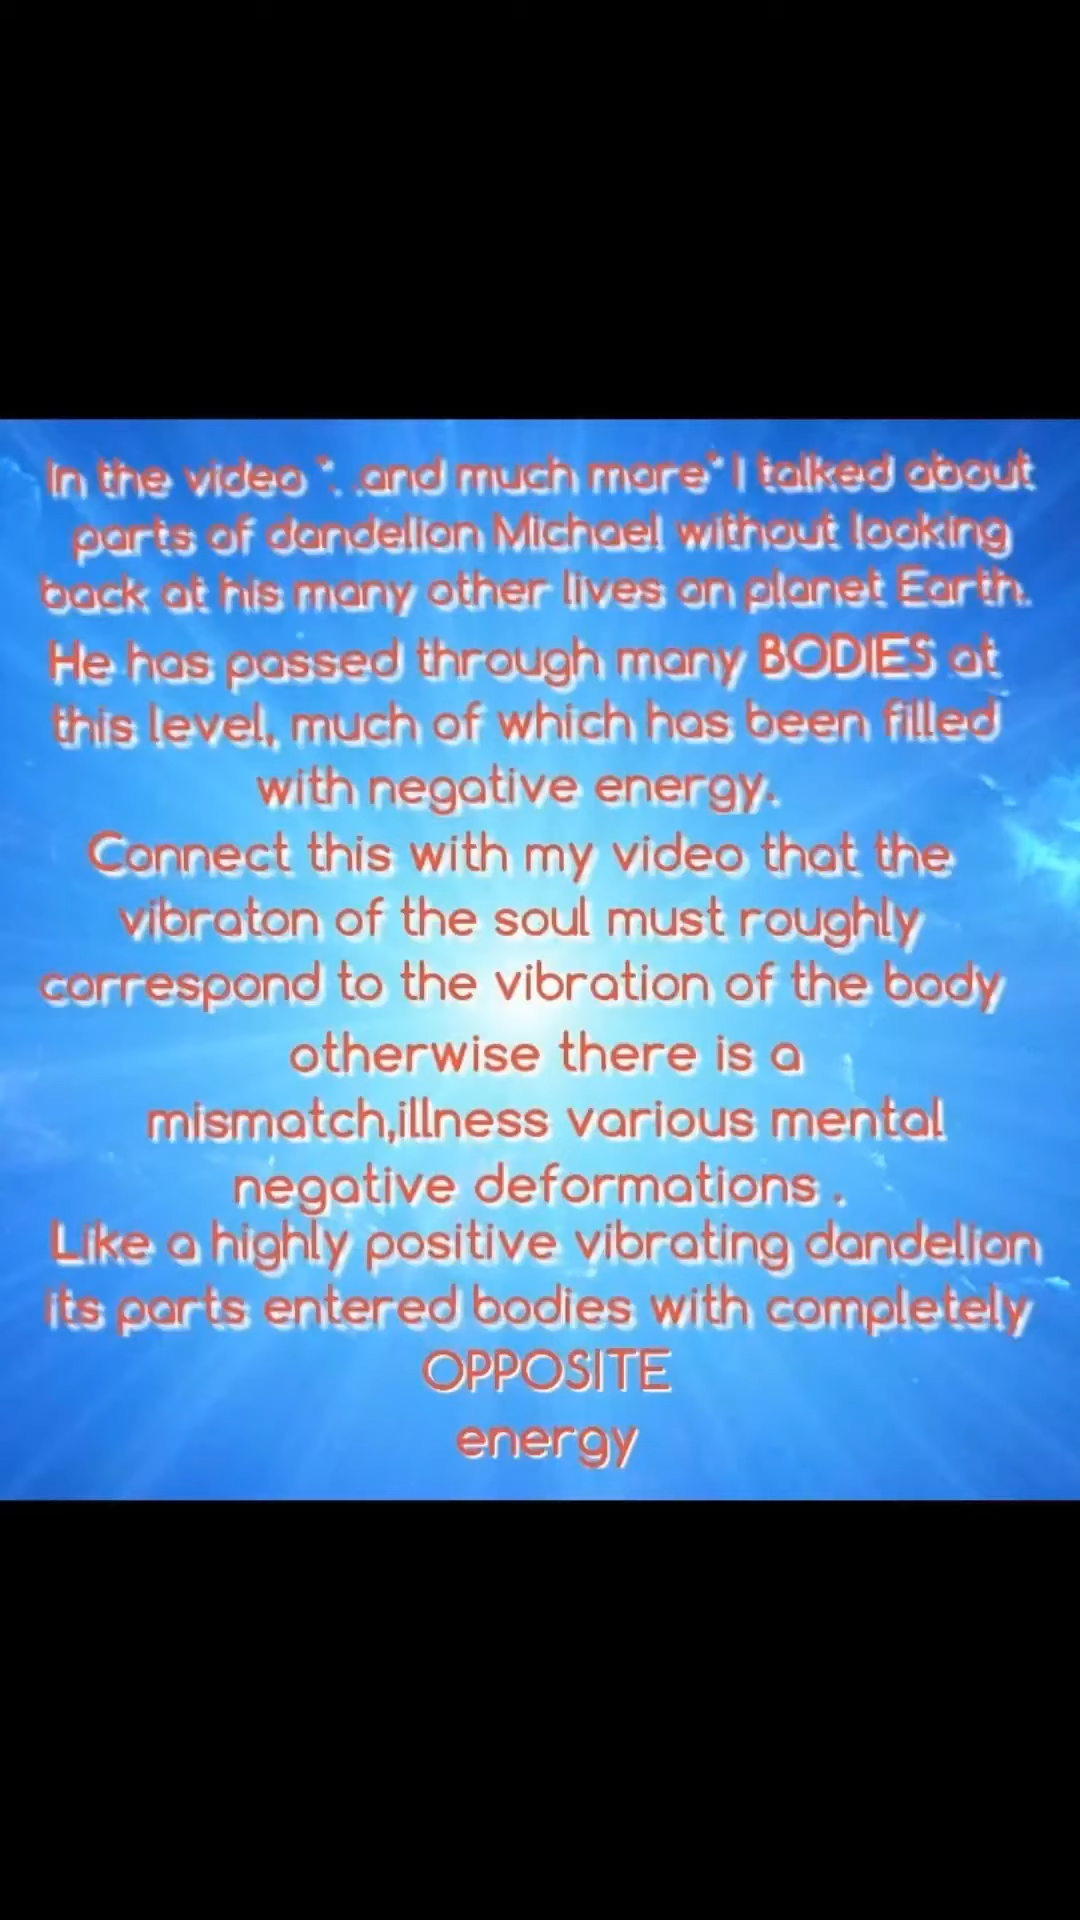 In the video ". .and much more" I talked about
parts of dandelion Michael without looking
back at his many other lives on planet Earth.
He has passed through many BODIES at
this level, much of which has been filled
with negative energy.
Connect this with my video that the
vibraton of the soul must roughly
correspond to the vibration of the body
otherwise there is a
mismatch,illness various mental
negative deformations .
Like a highly positive vibrating dandelion
its parts entered bodies with completely
OPPOSITE
energy